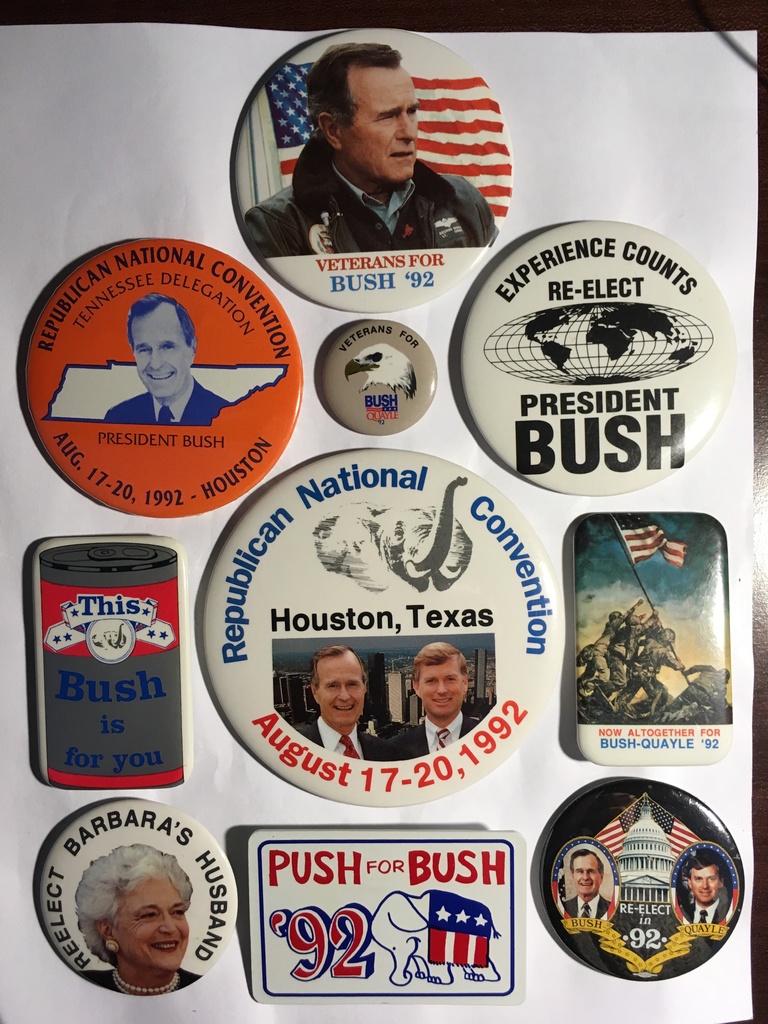 VETERANS FOR
BUSH '92
REPUBLICAN NATIONAL CONVENTION
TENNESSEE DELEGATION
PRESIDENT BUSH
AUG. 17-20, 1992 - HOUSTON
VETERANS FOR
BUSH
QUAYLE
92
EXPERIENCE COUNTS
RE-ELECT
PRESIDENT
BUSH
Republican National Convention
Houston, Texas
August 17-20, 1992
This
Bush
is
for you
NOW ALTOGETHER FOR
BUSH-QUAYLE '92
REELECT BARBARA'S HUSBAND
PUSH FOR BUSH
'92
BUSH
QUAYLE
RE-ELECT
in
·92·